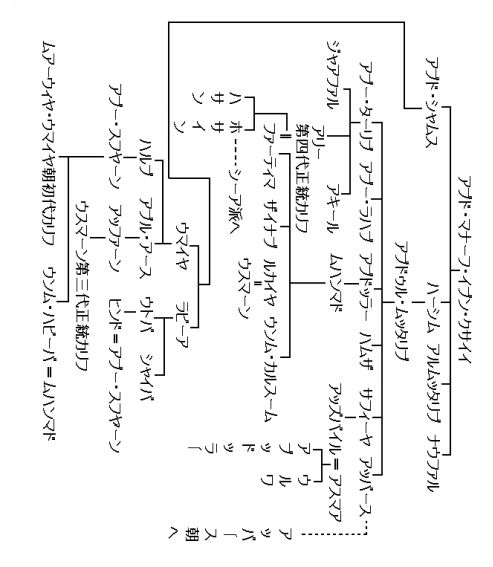 アブド・マナーフ・イブン・クサイイ
アブド・シャムス ハーシム アルムッタリブ ナウファル
アブドゥル・ムッタリブ
アブー・ターリブ アブー・ラハブ アブドッラー ハムザ サフィーヤ アッバース
ジャアファル アリー アキール ムハンマド アッズバイル＝アスマア
第四代正統カリフ
＝
ファーティマ ザイナブ ルカイヤ ウンム・カルスーム
＝
ウスマーン
ハサン
ホサイン
シーア派へ
アブドッラー
ウルワ
アッバース朝へ
ウマイヤ ラビーア
ハルブ アブル・アース ウトバ シャイバ
アブー・スフヤーン アッファーン ヒンド＝アブー・スフヤーン
ウスマーン第三代正統カリフ
ムアーウィヤ・ウマイヤ朝初代カリフ ウンム・ハビーバ＝ムハンマド